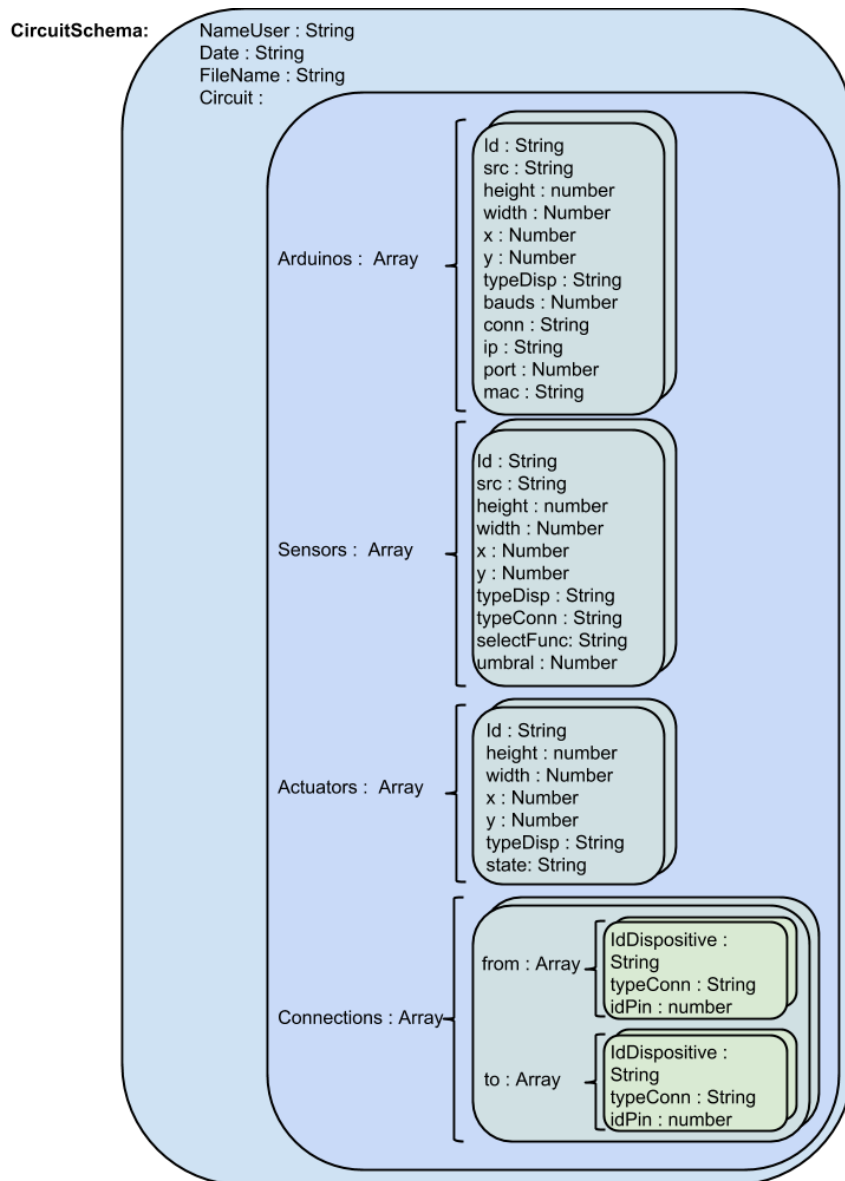 CircuitSchema:
NameUser : String
Date : String
FileName : String
Circuit :
Arduinos : Array
Id : String
src : String
height : number
width : Number
x : Number
y : Number
typeDisp : String
bauds : Number
conn : String
ip : String
port : Number
mac : String
Sensors : Array
Id : String
src : String
height : number
width : Number
x : Number
y : Number
typeDisp : String
typeConn : String
selectFunc: String
umbral : Number
Actuators : Array
Id : String
height : number
width : Number
x : Number
y : Number
typeDisp : String
state: String
Connections : Array
from : Array
IdDispositive :
String
typeConn : String
idPin : number
to : Array
IdDispositive :
String
typeConn : String
idPin : number